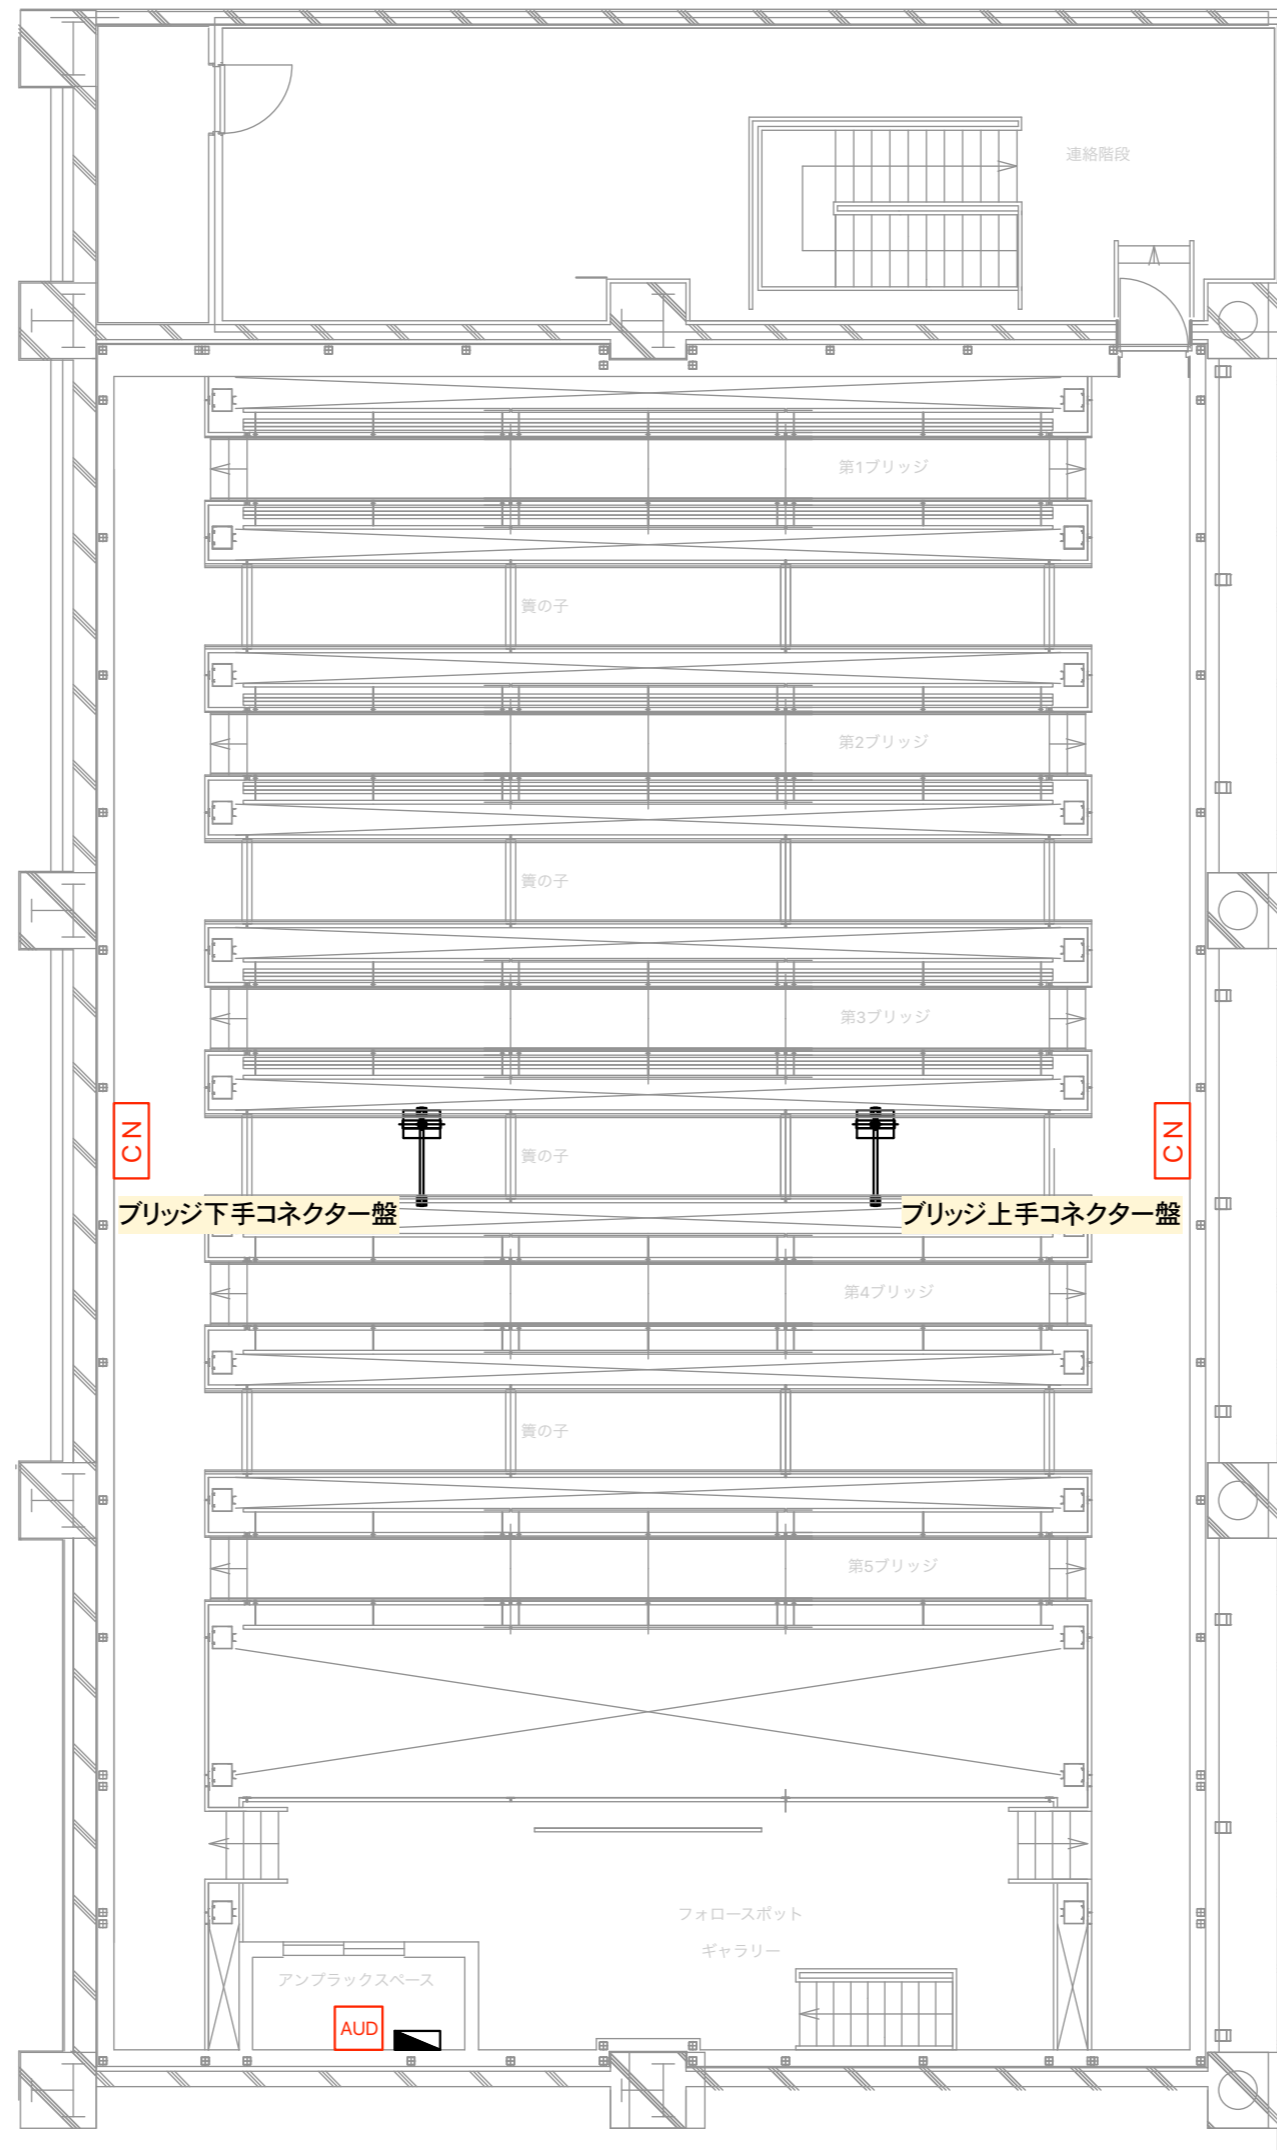 連絡階段
第1ブリッジ
簀の子
第2ブリッジ
簀の子
第3ブリッジ
CN
CN
簀の子
ブリッジ下手コネクター盤
ブリッジ上手コネクター盤
第4ブリッジ
簀の子
第5ブリッジ
フォロースポット
ギャラリー
アンプラックスペース
AUD